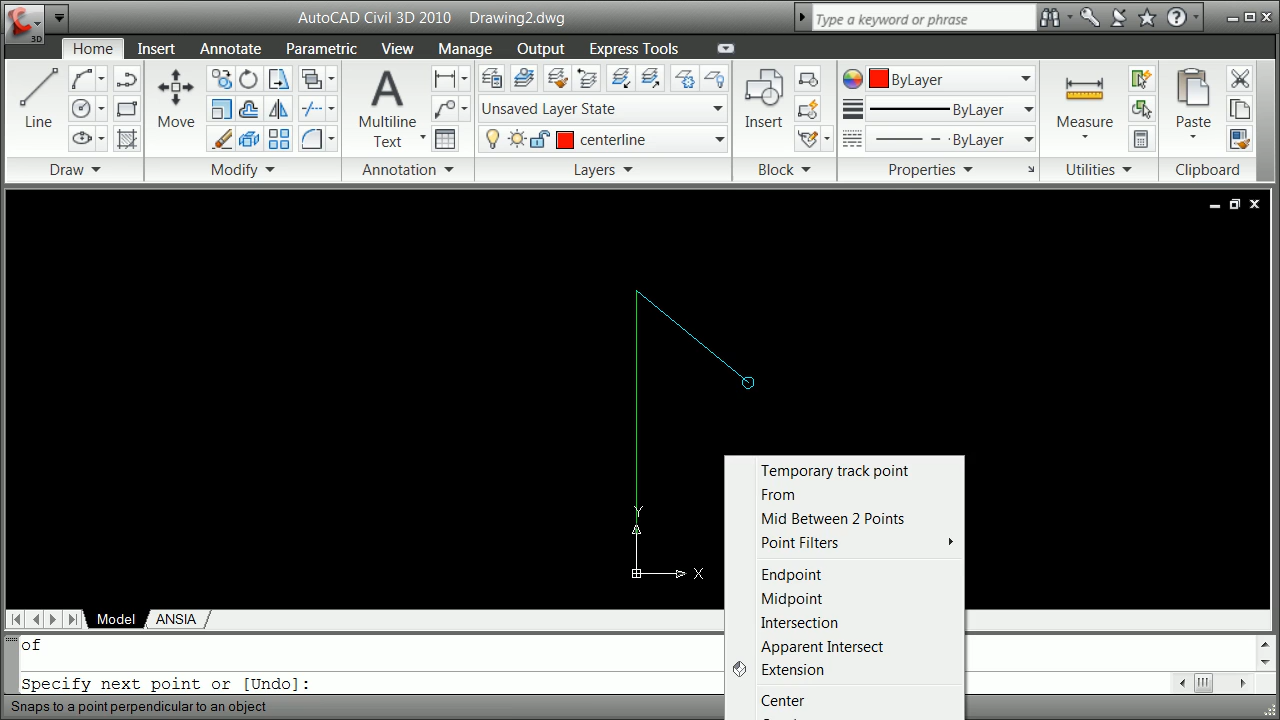 AutoCAD Civil 3D 2010 Drawing2.dwg
Type a keyword or phrase
3D
Home Insert Annotate Parametric View Manage Output Express Tools
Line
Move
Multiline
Text
Unsaved Layer State
centerline
Insert
ByLayer
ByLayer
ByLayer
Measure
Paste
Draw Modify Annotation Layers Block Properties Utilities Clipboard
Y
X
Temporary track point
From
Mid Between 2 Points
Point Filters
Endpoint
Midpoint
Intersection
Apparent Intersect
Extension
Center
Model ANSIA
of
Specify next point or [Undo]:
Snaps to a point perpendicular to an object